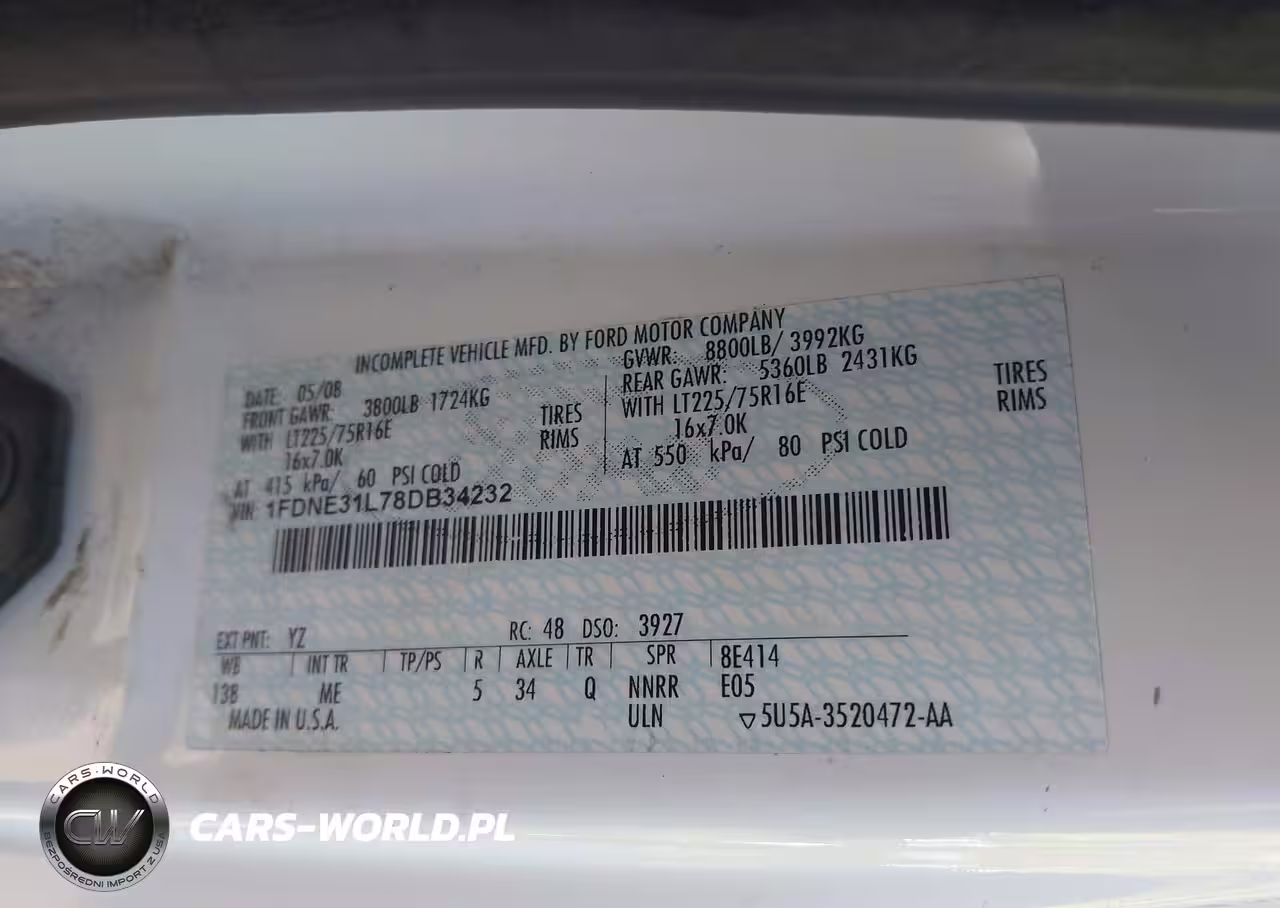 INCOMPLETE VEHICLE MFD. BY FORD MOTOR COMPANY
DATE: 05/08 GVWR: 8800LB/ 3992KG
FRONT GAWR: 3800LB 1724KG REAR GAWR: 5360LB 2431KG
WITH LT225/75R16E TIRES WITH LT225/75R16E TIRES
16x7.0K RIMS 16x7.0K RIMS
AT 415 kPa/ 60 PSI COLD AT 550 kPa/ 80 PSI COLD
VIN: 1FDNE31L78DB34232
EXT PNT: YZ RC: 48 DSO: 3927
WB INT TR TP/PS R AXLE TR SPR 8E414
138 ME 5 34 Q NNRR E05
MADE IN U.S.A. ULN ▽5U5A-3520472-AA
CARS-WORLD
CW
BEZPOŚREDNI IMPORT Z USA
CARS-WORLD.PL